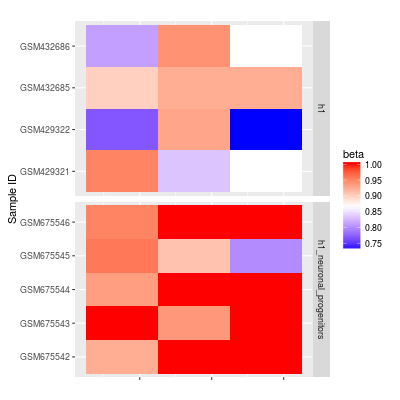 GSM432686
GSM432685
GSM429322
GSM429321
h1
GSM675546
GSM675545
GSM675544
GSM675543
GSM675542
h1_neuronal_progenitors
Sample ID
beta
1.00
0.95
0.90
0.85
0.80
0.75